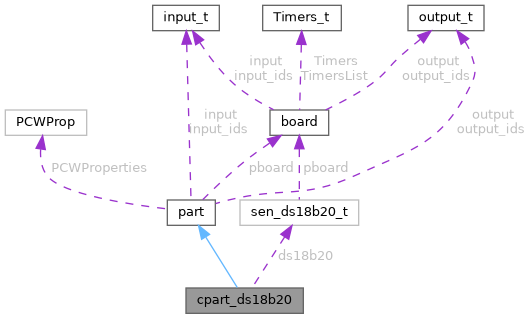 input_t
Timers_t
output_t
input
input_ids
Timers
TimersList
output
output_ids
PCWProp
input
input_ids
board
output
output_ids
PCWProperties
pboard
pboard
part
sen_ds18b20_t
ds18b20
cpart_ds18b20